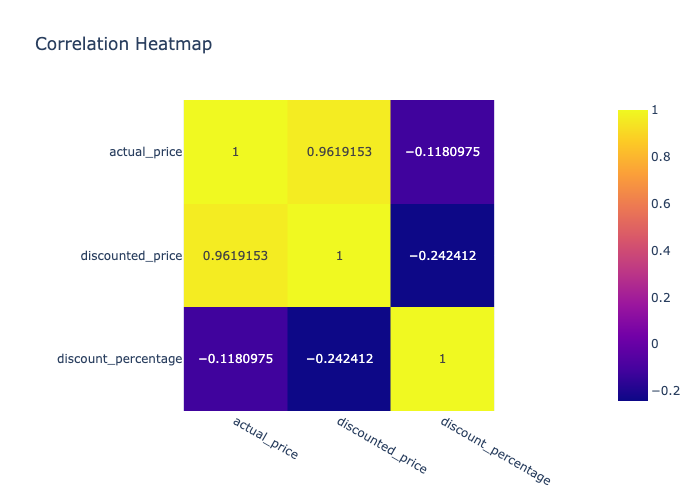 Correlation Heatmap
actual_price
1
0.9619153
−0.1180975
discounted_price
0.9619153
1
−0.242412
discount_percentage
−0.1180975
−0.242412
1
actual_price
discounted_price
discount_percentage
1
0.8
0.6
0.4
0.2
0
−0.2